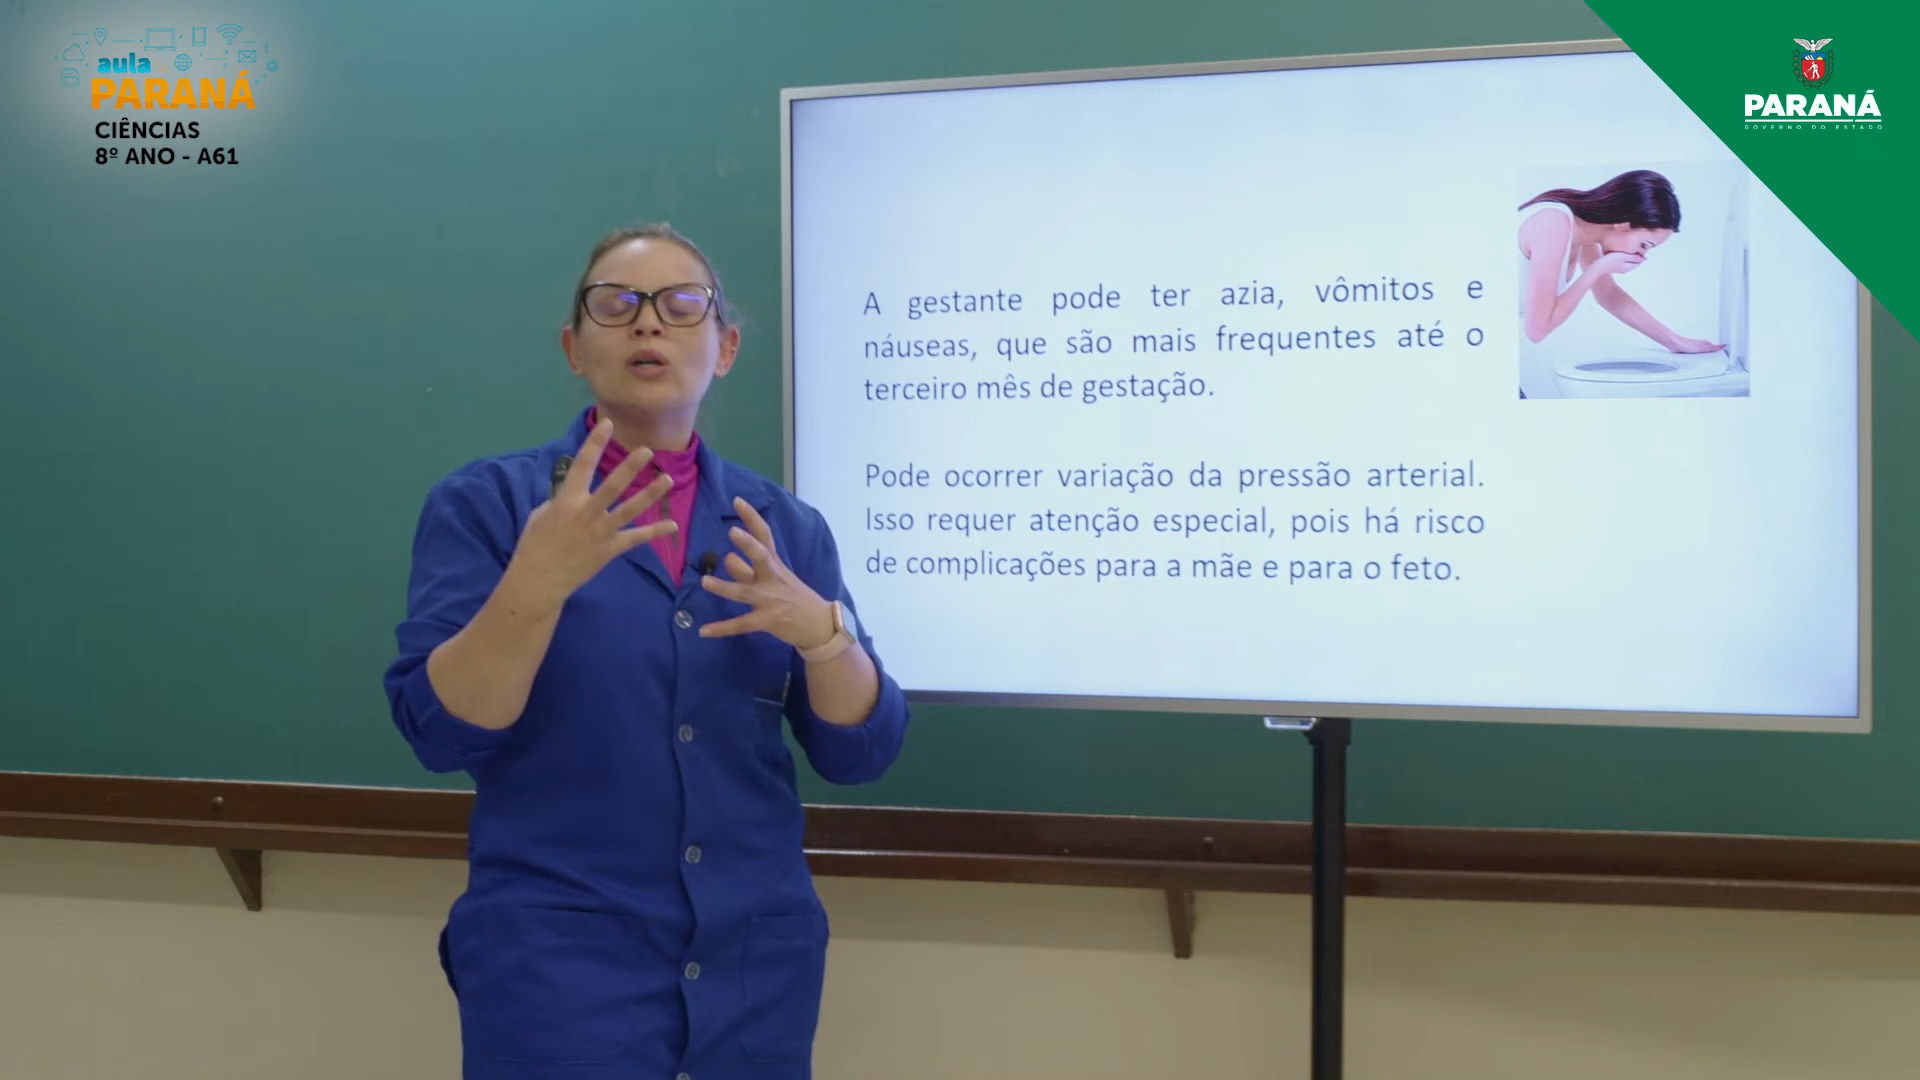 aula
PARANÁ
CIÊNCIAS
8º ANO - A61
PARANÁ
GOVERNO DO ESTADO
A gestante pode ter azia, vômitos e
náuseas, que são mais frequentes até o
terceiro mês de gestação.
Pode ocorrer variação da pressão arterial.
Isso requer atenção especial, pois há risco
de complicações para a mãe e para o feto.